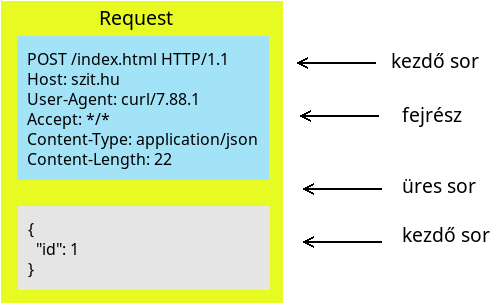 Request
POST /index.html HTTP/1.1
Host: szit.hu
User-Agent: curl/7.88.1
Accept: */*
Content-Type: application/json
Content-Length: 22
{
  "id": 1
}
kezdő sor
fejrész
üres sor
kezdő sor